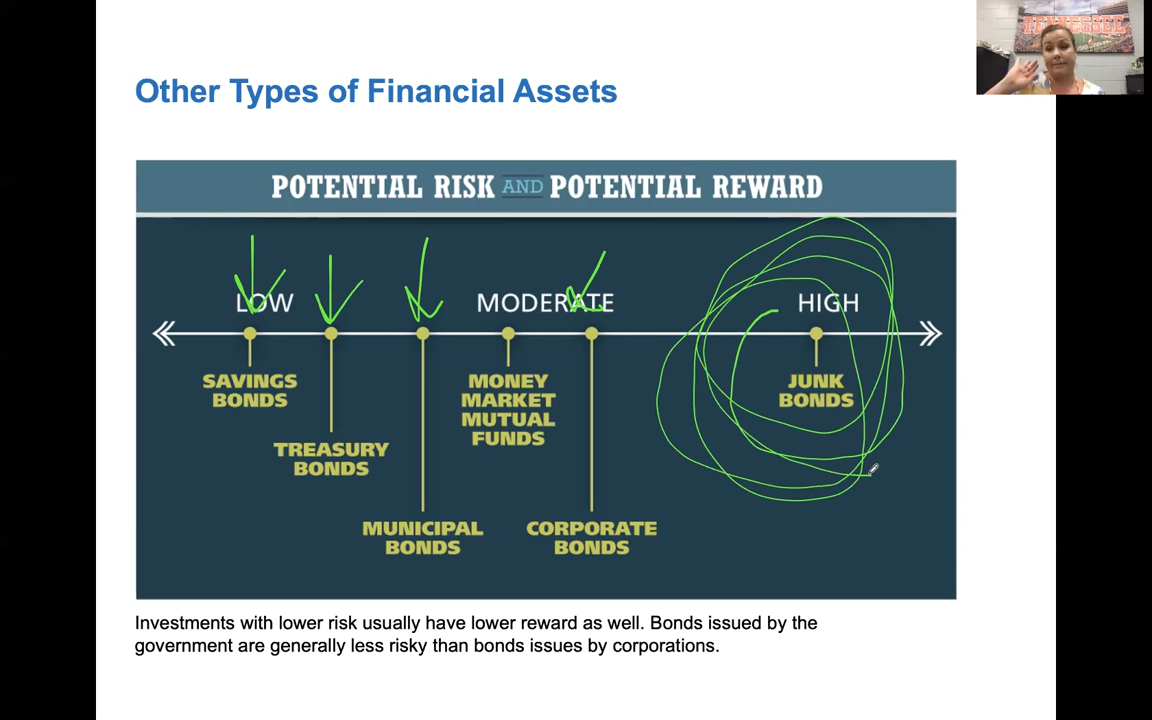 TENNESSEE
Other Types of Financial Assets
POTENTIAL RISK AND POTENTIAL REWARD
LOW MODERATE HIGH
SAVINGS
BONDS
TREASURY
BONDS
MUNICIPAL
BONDS
MONEY
MARKET
MUTUAL
FUNDS
CORPORATE
BONDS
JUNK
BONDS
Investments with lower risk usually have lower reward as well. Bonds issued by the
government are generally less risky than bonds issues by corporations.